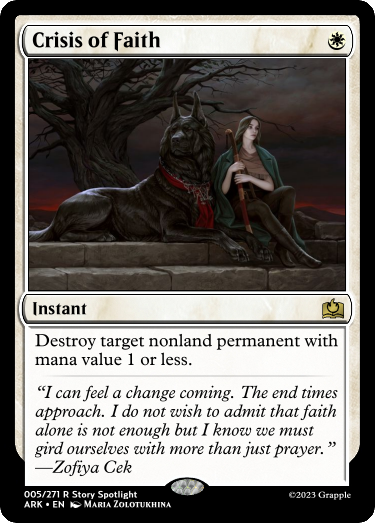 Crisis of Faith
Instant
Destroy target nonland permanent with
mana value 1 or less.
“I can feel a change coming. The end times
approach. I do not wish to admit that faith
alone is not enough but I know we must
gird ourselves with more than just prayer.”
—Zofiya Cek
005/271 R Story Spotlight
ARK • EN Maria Zolotukhina
©2023 Grapple